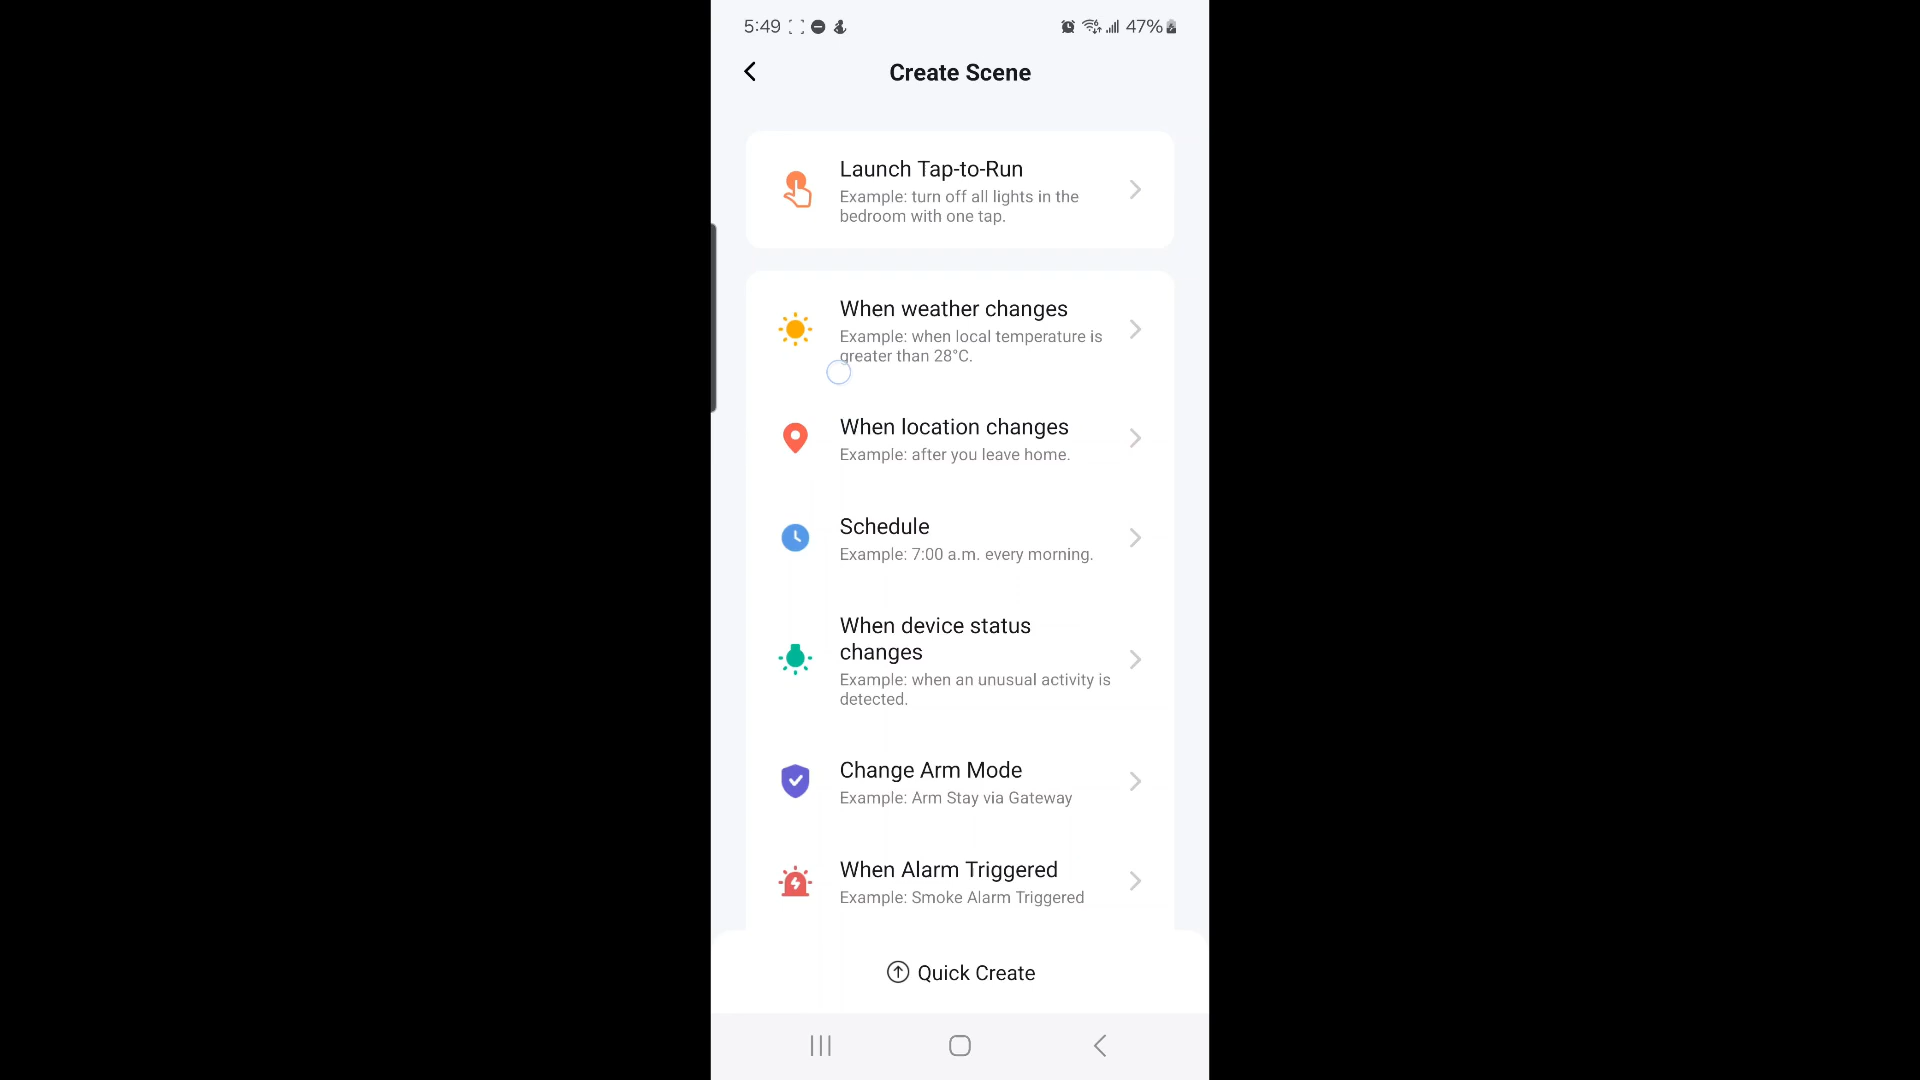 5:49 47%
Create Scene
Launch Tap-to-Run
Example: turn off all lights in the
bedroom with one tap.
When weather changes
Example: when local temperature is
greater than 28°C.
When location changes
Example: after you leave home.
Schedule
Example: 7:00 a.m. every morning.
When device status
changes
Example: when an unusual activity is
detected.
Change Arm Mode
Example: Arm Stay via Gateway
When Alarm Triggered
Example: Smoke Alarm Triggered
Quick Create